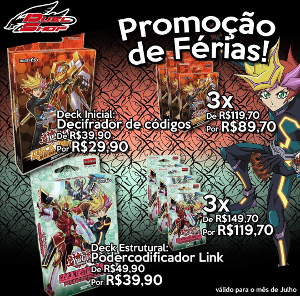 DUEL
SHOP
Promoção
de Férias!
Deck Inicial:
Decifrador de códigos
De R$39,90
Por R$29,90
3x
De R$119,70
Por R$89,70
Deck Estrutural:
Podercodificador Link
De R$49,90
Por R$39,90
3x
De R$149,70
Por R$119,70
válido para o mês de Julho